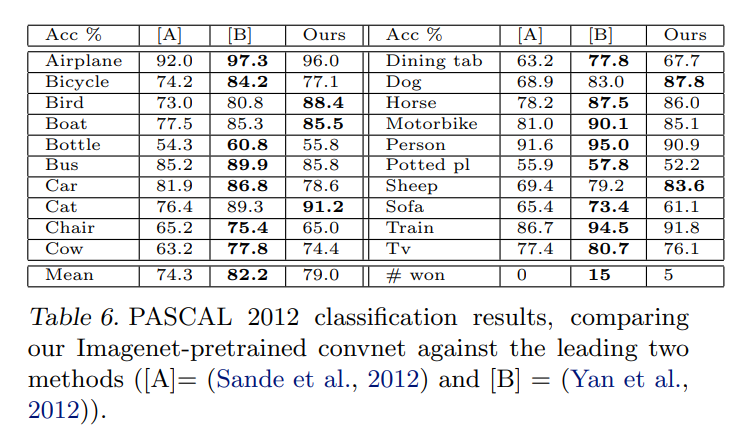 Acc % [A] [B] Ours Acc % [A] [B] Ours
Airplane 92.0 97.3 96.0 Dining tab 63.2 77.8 67.7
Bicycle 74.2 84.2 77.1 Dog 68.9 83.0 87.8
Bird 73.0 80.8 88.4 Horse 78.2 87.5 86.0
Boat 77.5 85.3 85.5 Motorbike 81.0 90.1 85.1
Bottle 54.3 60.8 55.8 Person 91.6 95.0 90.9
Bus 85.2 89.9 85.8 Potted pl 55.9 57.8 52.2
Car 81.9 86.8 78.6 Sheep 69.4 79.2 83.6
Cat 76.4 89.3 91.2 Sofa 65.4 73.4 61.1
Chair 65.2 75.4 65.0 Train 86.7 94.5 91.8
Cow 63.2 77.8 74.4 Tv 77.4 80.7 76.1
Mean 74.3 82.2 79.0 # won 0 15 5
Table 6. PASCAL 2012 classification results, comparing
our Imagenet-pretrained convnet against the leading two
methods ([A]= (Sande et al., 2012) and [B] = (Yan et al.,
2012)).